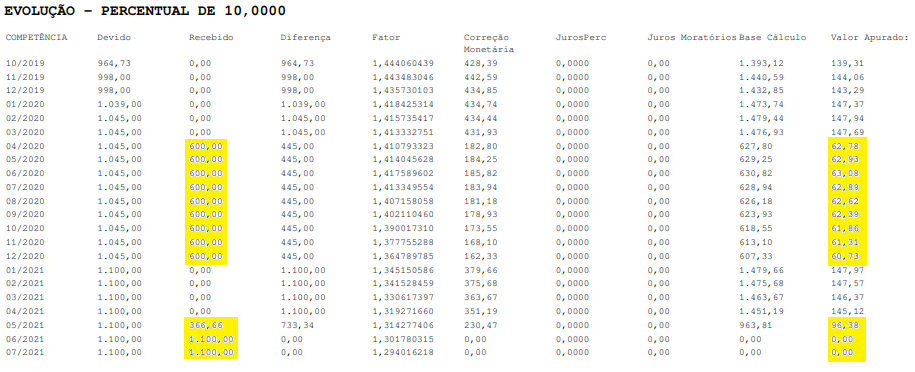 EVOLUÇÃO – PERCENTUAL DE 10,0000
COMPETÊNCIA Devido Recebido Diferença Fator Correção Monetária JurosPerc Juros Moratórios Base Cálculo Valor Apurado:
10/2019 964,73 0,00 964,73 1,444060439 428,39 0,0000 0,00 1.393,12 139,31
11/2019 998,00 0,00 998,00 1,443483046 442,59 0,0000 0,00 1.440,59 144,06
12/2019 998,00 0,00 998,00 1,435730103 434,85 0,0000 0,00 1.432,85 143,29
01/2020 1.039,00 0,00 1.039,00 1,418425314 434,74 0,0000 0,00 1.473,74 147,37
02/2020 1.045,00 0,00 1.045,00 1,415735417 434,44 0,0000 0,00 1.479,44 147,94
03/2020 1.045,00 0,00 1.045,00 1,413332751 431,93 0,0000 0,00 1.476,93 147,69
04/2020 1.045,00 600,00 445,00 1,410793323 182,80 0,0000 0,00 627,80 62,78
05/2020 1.045,00 600,00 445,00 1,414045628 184,25 0,0000 0,00 629,25 62,93
06/2020 1.045,00 600,00 445,00 1,417589602 185,82 0,0000 0,00 630,82 63,08
07/2020 1.045,00 600,00 445,00 1,413349554 183,94 0,0000 0,00 628,94 62,89
08/2020 1.045,00 600,00 445,00 1,407158058 181,18 0,0000 0,00 626,18 62,62
09/2020 1.045,00 600,00 445,00 1,402110460 178,93 0,0000 0,00 623,93 62,39
10/2020 1.045,00 600,00 445,00 1,390017310 173,55 0,0000 0,00 618,55 61,86
11/2020 1.045,00 600,00 445,00 1,377755288 168,10 0,0000 0,00 613,10 61,31
12/2020 1.045,00 600,00 445,00 1,364789785 162,33 0,0000 0,00 607,33 60,73
01/2021 1.100,00 0,00 1.100,00 1,345150586 379,66 0,0000 0,00 1.479,66 147,97
02/2021 1.100,00 0,00 1.100,00 1,341528459 375,68 0,0000 0,00 1.475,68 147,57
03/2021 1.100,00 0,00 1.100,00 1,330617397 363,67 0,0000 0,00 1.463,67 146,37
04/2021 1.100,00 0,00 1.100,00 1,319271660 351,19 0,0000 0,00 1.451,19 145,12
05/2021 1.100,00 366,66 733,34 1,314277406 230,47 0,0000 0,00 963,81 96,38
06/2021 1.100,00 1.100,00 0,00 1,301780315 0,00 0,0000 0,00 0,00 0,00
07/2021 1.100,00 1.100,00 0,00 1,294016218 0,00 0,0000 0,00 0,00 0,00